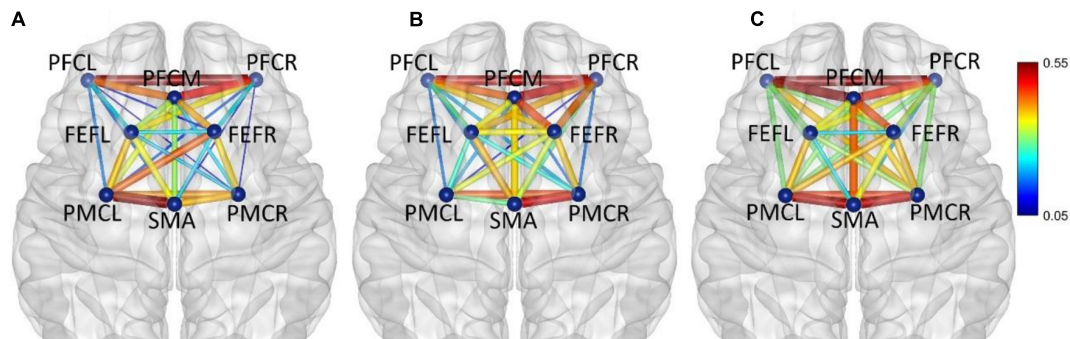 A
PFCL
PFCM
PFCR
FEFL
FEFR
PMCL
SMA
PMCR
B
PFCL
PFCM
PFCR
FEFL
FEFR
PMCL
SMA
PMCR
C
PFCL
PFCM
PFCR
FEFL
FEFR
PMCL
SMA
PMCR
0.55
0.05